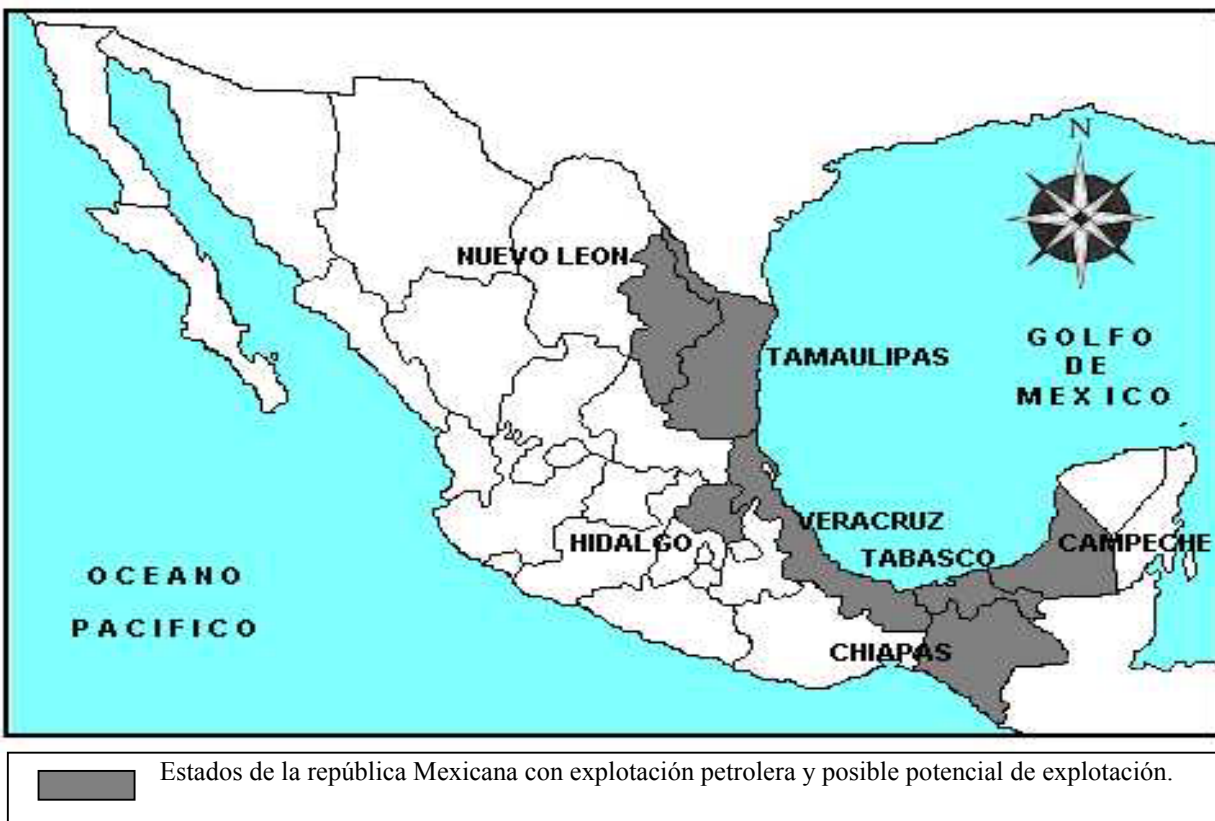 N
NUEVO LEON
GOLFO
DE
MEXICO
TAMAULIPAS
VERACRUZ
HIDALGO
TABASCO
CAMPECHE
OCEANO
PACIFICO
CHIAPAS
Estados de la república Mexicana con explotación petrolera y posible potencial de explotación.